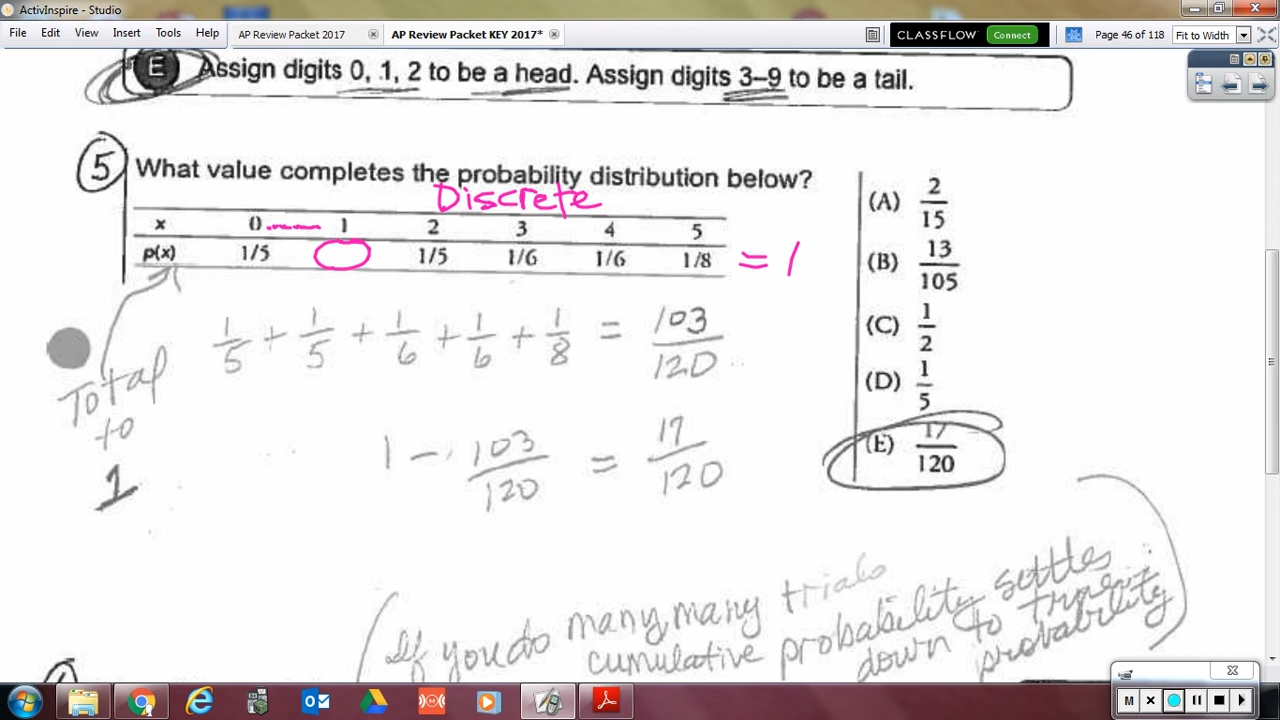 ActivInspire - Studio
File Edit View Insert Tools Help
AP Review Packet 2017
AP Review Packet KEY 2017*
CLASSFLOW Connect
Page 46 of 118
Fit to Width
E Assign digits 0, 1, 2 to be a head. Assign digits 3–9 to be a tail.
5 What value completes the probability distribution below?
Discrete
x 0 1 2 3 4 5
p(x) 1/5 1/5 1/6 1/6 1/8 = 1
1/5 + 1/5 + 1/6 + 1/6 + 1/8 = 103/120
Total
to
1
1 - 103/120 = 17/120
(A) 2/15
(B) 13/105
(C) 1/2
(D) 1/5
(E) 17/120
If you do many, many trials
cumulative probability settles
down to true
probability
M